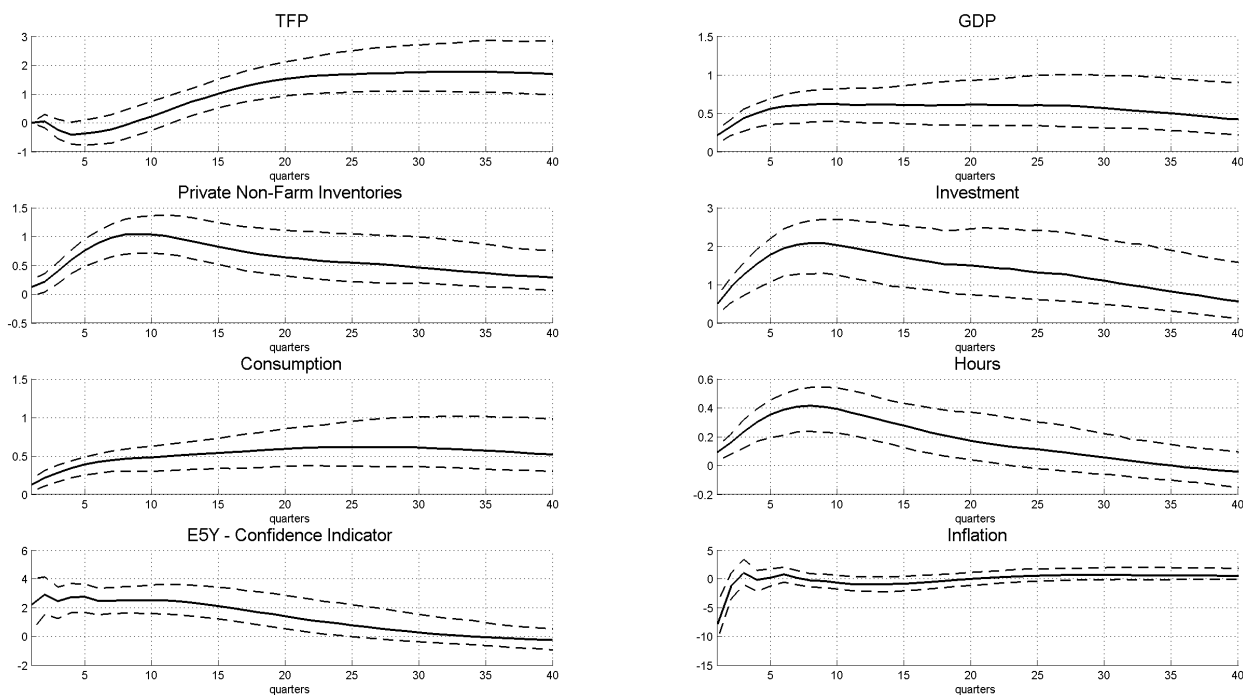 TFP
3
2
1
0
-1
5 10 15 20 25 30 35 40
quarters
GDP
1.5
1
0.5
0
5 10 15 20 25 30 35 40
quarters
Private Non-Farm Inventories
1.5
1
0.5
0
-0.5
5 10 15 20 25 30 35 40
quarters
Investment
3
2
1
0
5 10 15 20 25 30 35 40
quarters
Consumption
1.5
1
0.5
0
5 10 15 20 25 30 35 40
quarters
Hours
0.6
0.4
0.2
0
-0.2
5 10 15 20 25 30 35 40
quarters
E5Y - Confidence Indicator
6
4
2
0
-2
5 10 15 20 25 30 35 40
quarters
Inflation
5
0
-5
-10
-15
5 10 15 20 25 30 35 40
quarters